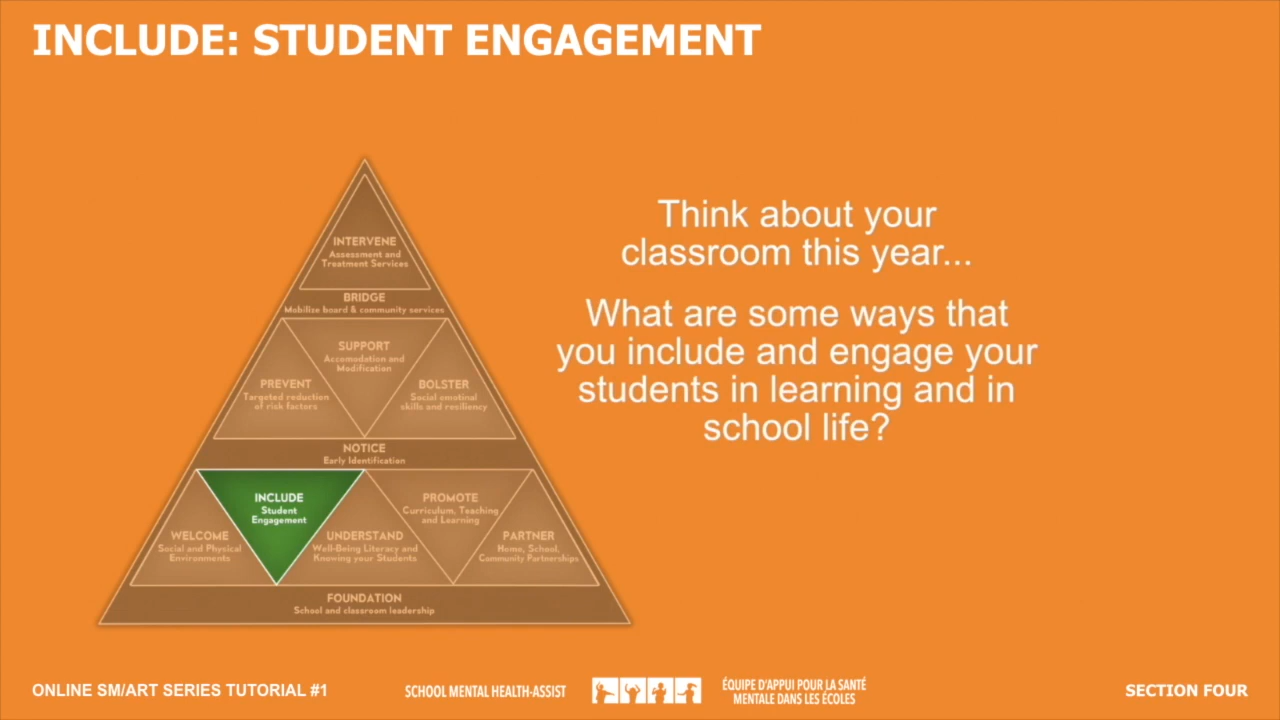 INCLUDE: STUDENT ENGAGEMENT
Think about your
classroom this year...
What are some ways that
you include and engage your
students in learning and in
school life?
INTERVENE
Assessment and
Treatment Services
BRIDGE
Mobilize board & community services
SUPPORT
Accomodation and
Modification
PREVENT
Targeted reduction
of risk factors
BOLSTER
Social emotinal
skills and resiliency
NOTICE
Early Identification
INCLUDE
Student
Engagement
PROMOTE
Curriculum, Teaching
and Learning
WELCOME
Social and Physical
Environments
UNDERSTAND
Well-Being Literacy and
Knowing your Students
PARTNER
Home, School,
Community Partnerships
FOUNDATION
School and classroom leadership
ONLINE SM/ART SERIES TUTORIAL #1
SCHOOL MENTAL HEALTH-ASSIST
ÉQUIPE D'APPUI POUR LA SANTÉ
MENTALE DANS LES ÉCOLES
SECTION FOUR